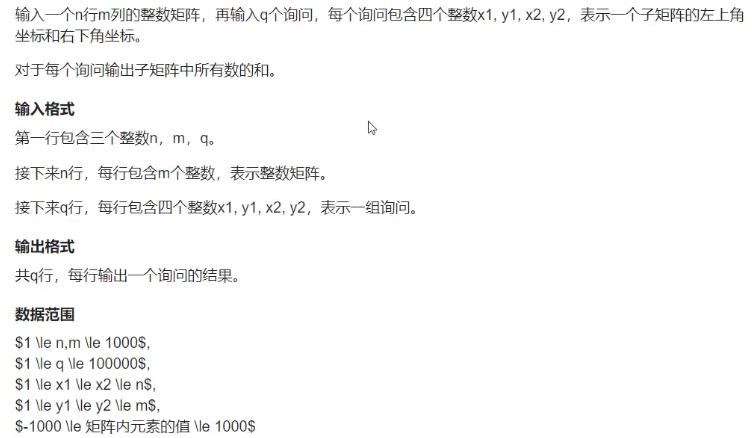 输入一个n行m列的整数矩阵，再输入q个询问，每个询问包含四个整数x1, y1, x2, y2，表示一个子矩阵的左上角
坐标和右下角坐标。
对于每个询问输出子矩阵中所有数的和。
输入格式
第一行包含三个整数n，m，q。
接下来n行，每行包含m个整数，表示整数矩阵。
接下来q行，每行包含四个整数x1, y1, x2, y2，表示一组询问。
输出格式
共q行，每行输出一个询问的结果。
数据范围
$1 \le n,m \le 1000$,
$1 \le q \le 100000$,
$1 \le x1 \le x2 \le n$,
$1 \le y1 \le y2 \le m$,
$-1000 \le 矩阵内元素的值 \le 1000$